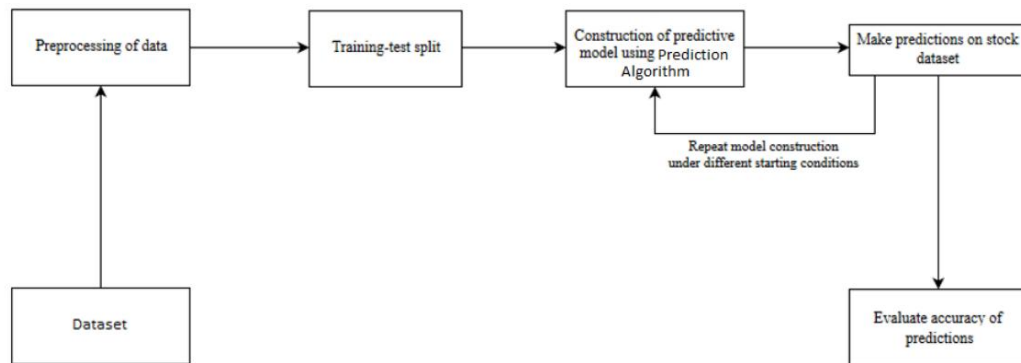 Preprocessing of data
Training-test split
Construction of predictive
model using Prediction
Algorithm
Make predictions on stock
dataset
Repeat model construction
under different starting conditions
Dataset
Evaluate accuracy of
predictions